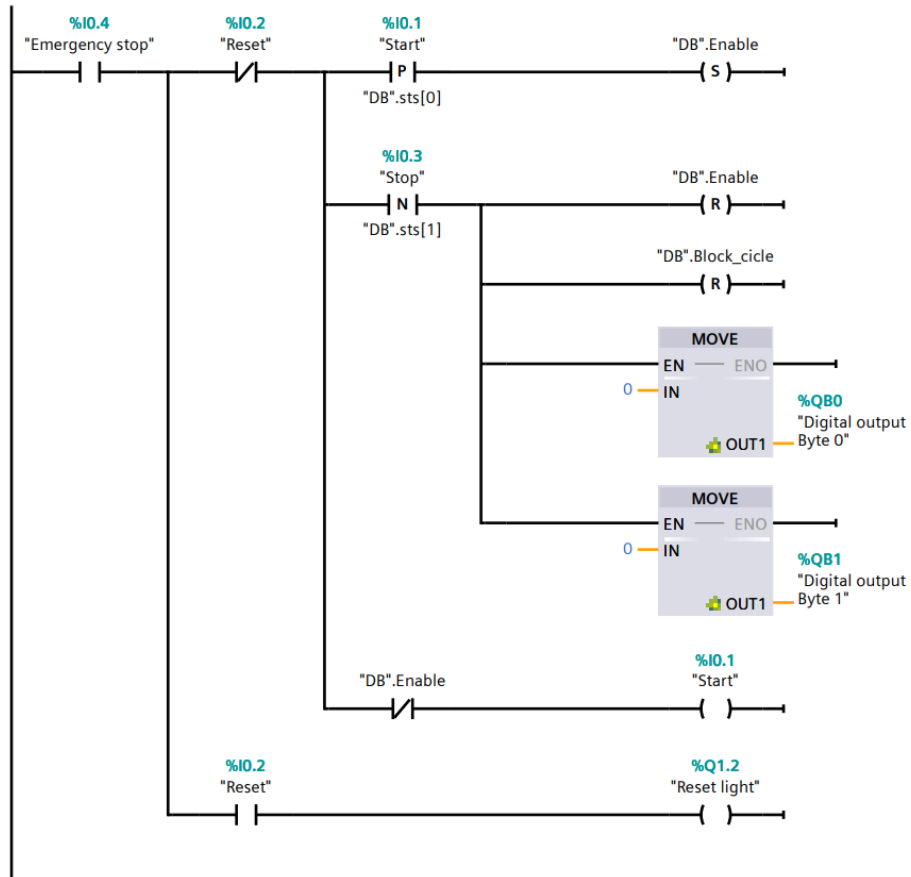 %I0.4
"Emergency stop"
%I0.2
"Reset"
%I0.1
"Start"
P
"DB".sts[0]
"DB".Enable
S
%I0.3
"Stop"
N
"DB".sts[1]
"DB".Enable
R
"DB".Block_cicle
R
MOVE
EN ENO
0 IN
OUT1
%QB0
"Digital output
Byte 0"
MOVE
EN ENO
0 IN
OUT1
%QB1
"Digital output
Byte 1"
"DB".Enable
%I0.1
"Start"
%I0.2
"Reset"
%Q1.2
"Reset light"